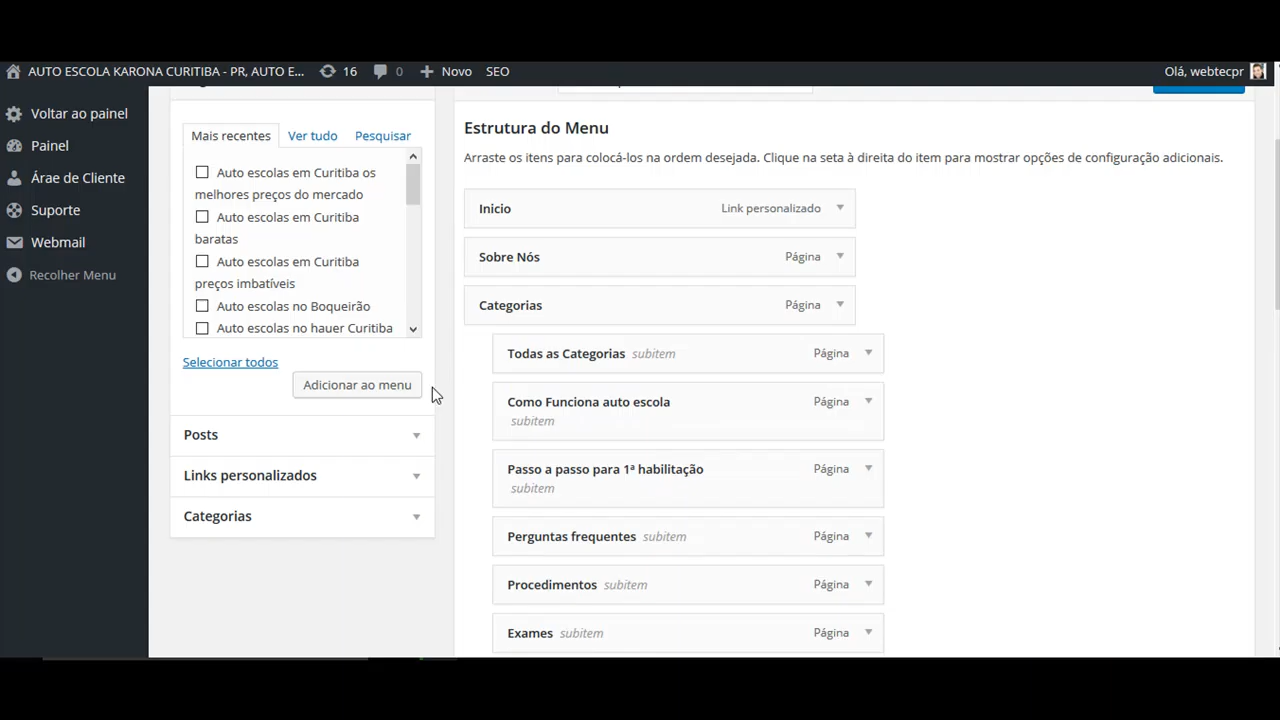 AUTO ESCOLA KARONA CURITIBA - PR, AUTO E... 16 0 Novo SEO Olá, webtecpr
Voltar ao painel
Painel
Árae de Cliente
Suporte
Webmail
Recolher Menu
Mais recentes Ver tudo Pesquisar
Auto escolas em Curitiba os
melhores preços do mercado
Auto escolas em Curitiba
baratas
Auto escolas em Curitiba
preços imbatíveis
Auto escolas no Boqueirão
Auto escolas no hauer Curitiba
Selecionar todos
Adicionar ao menu
Posts
Links personalizados
Categorias
Estrutura do Menu
Arraste os itens para colocá-los na ordem desejada. Clique na seta à direita do item para mostrar opções de configuração adicionais.
Inicio Link personalizado
Sobre Nós Página
Categorias Página
Todas as Categorias subitem Página
Como Funciona auto escola Página
subitem
Passo a passo para 1ª habilitação Página
subitem
Perguntas frequentes subitem Página
Procedimentos subitem Página
Exames subitem Página